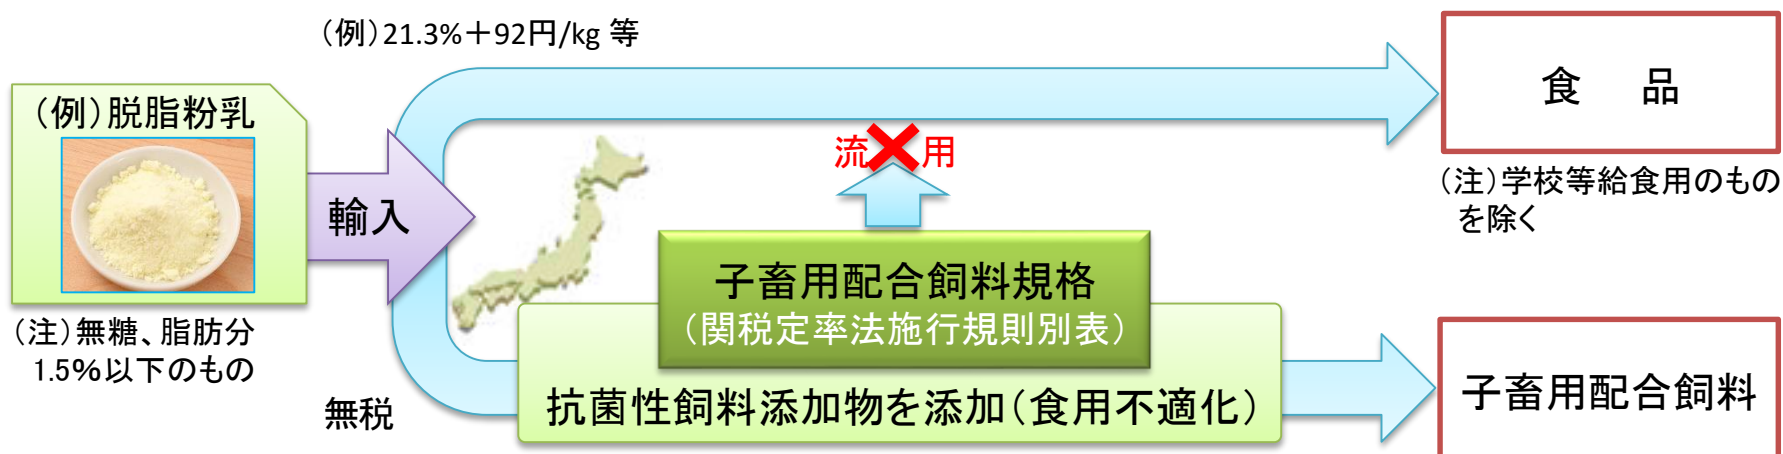 (例)21.3%+92円/kg 等
(例)脱脂粉乳
輸入
(注)無糖、脂肪分
1.5%以下のもの
無税
流用
子畜用配合飼料規格
(関税定率法施行規則別表)
抗菌性飼料添加物を添加(食用不適化)
食 品
(注)学校等給食用のもの
を除く
子畜用配合飼料